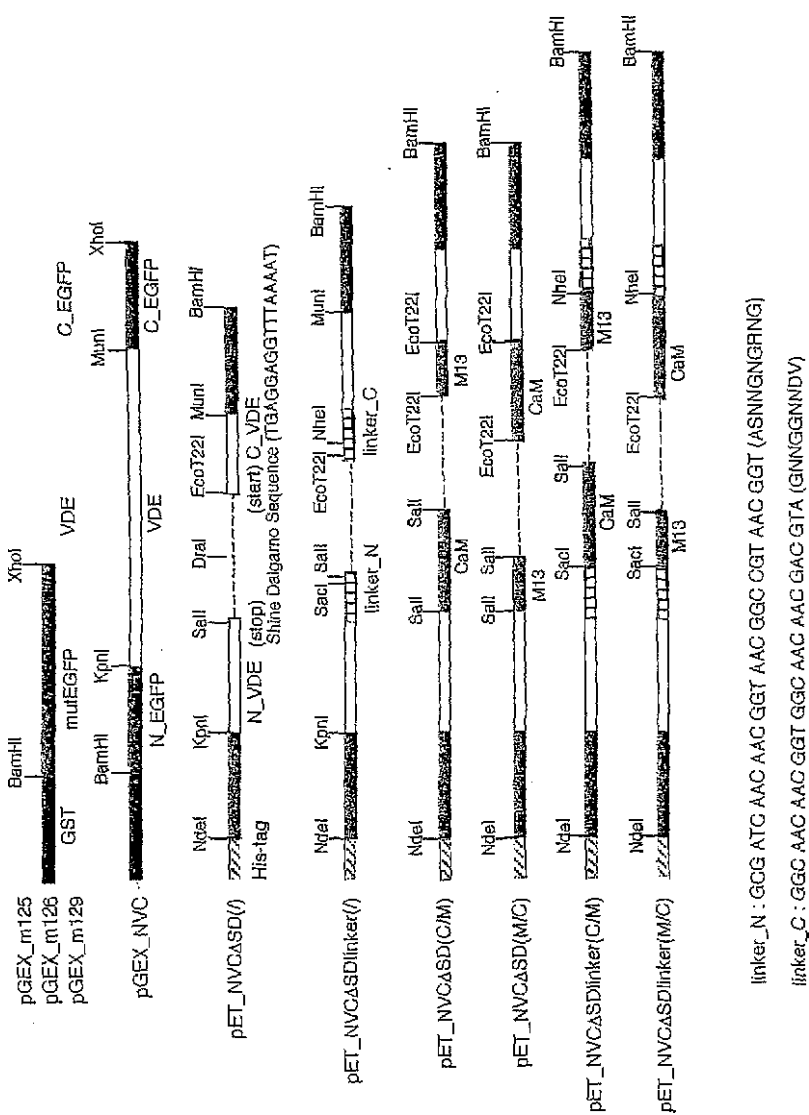 pGEX_m125
pGEX_m126
pGEX_m129
BamHI
XhoI
GST
mutEGFP
VDE
C_EGFP
pGEX_NVC
BamHI
KpnI
MunI
XhoI
N_EGFP
VDE
C_EGFP
pET_NVCΔSD(/)
NdeI
KpnI
SalI
DraI
EcoT22I
MunI
BamHI
His-tag
N_VDE
(stop)
(start) C_VDE
Shine Dalgarno Sequence (TGAGGAGGTTTAAAAT)
pET_NVCΔSDlinker(/)
NdeI
KpnI
SacI
SalI
EcoT22I
NheI
MunI
BamHI
linker_N
linker_C
pET_NVCΔSD(C/M)
NdeI
SalI
SalI
EcoT22I
EcoT22I
BamHI
CaM
M13
pET_NVCΔSD(M/C)
NdeI
SalI
SalI
EcoT22I
EcoT22I
BamHI
M13
CaM
pET_NVCΔSDlinker(C/M)
NdeI
SacI
SalI
EcoT22I
NheI
BamHI
CaM
M13
pET_NVCΔSDlinker(M/C)
NdeI
SacI
SalI
EcoT22I
NheI
BamHI
M13
CaM
linker_N : GCG ATC AAC AAC GGT AAC GGC CGT AAC GGT (ASNNGNGRNG)
linker_C : GGC AAC AAC GGT GGC AAC AAC GAC GTA (GNNGGNNDV)